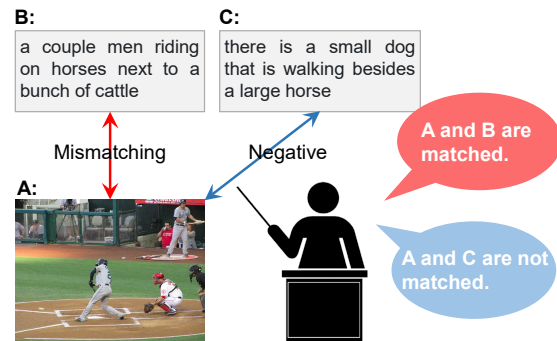 B:
C:
a couple men riding
on horses next to a
bunch of cattle
there is a small dog
that is walking besides
a large horse
Mismatching
Negative
A:
A and B are
matched.
A and C are not
matched.